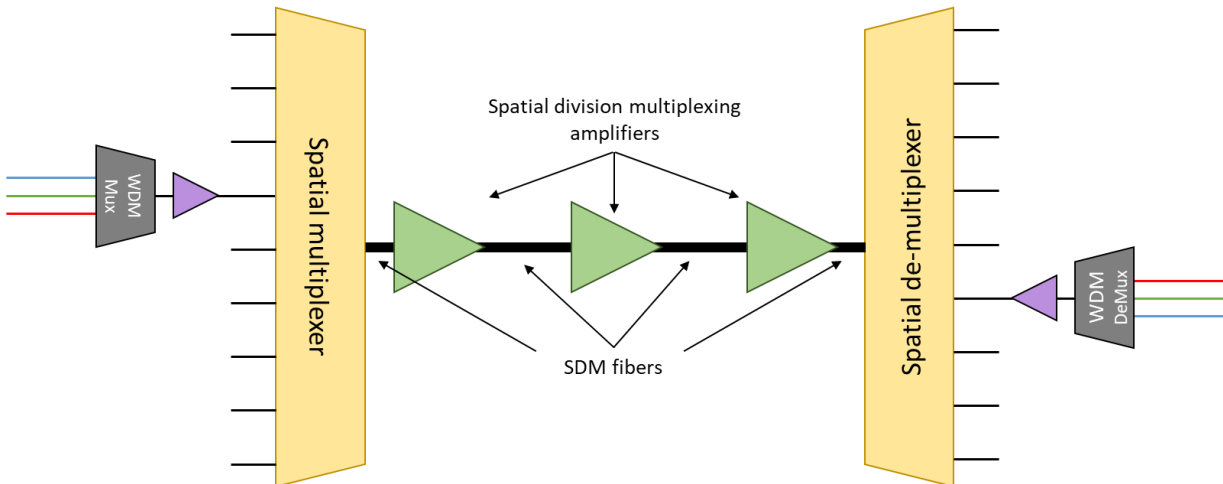 Spatial division multiplexing
amplifiers
WDM
Mux
Spatial multiplexer
Spatial de-multiplexer
WDM
DeMux
SDM fibers